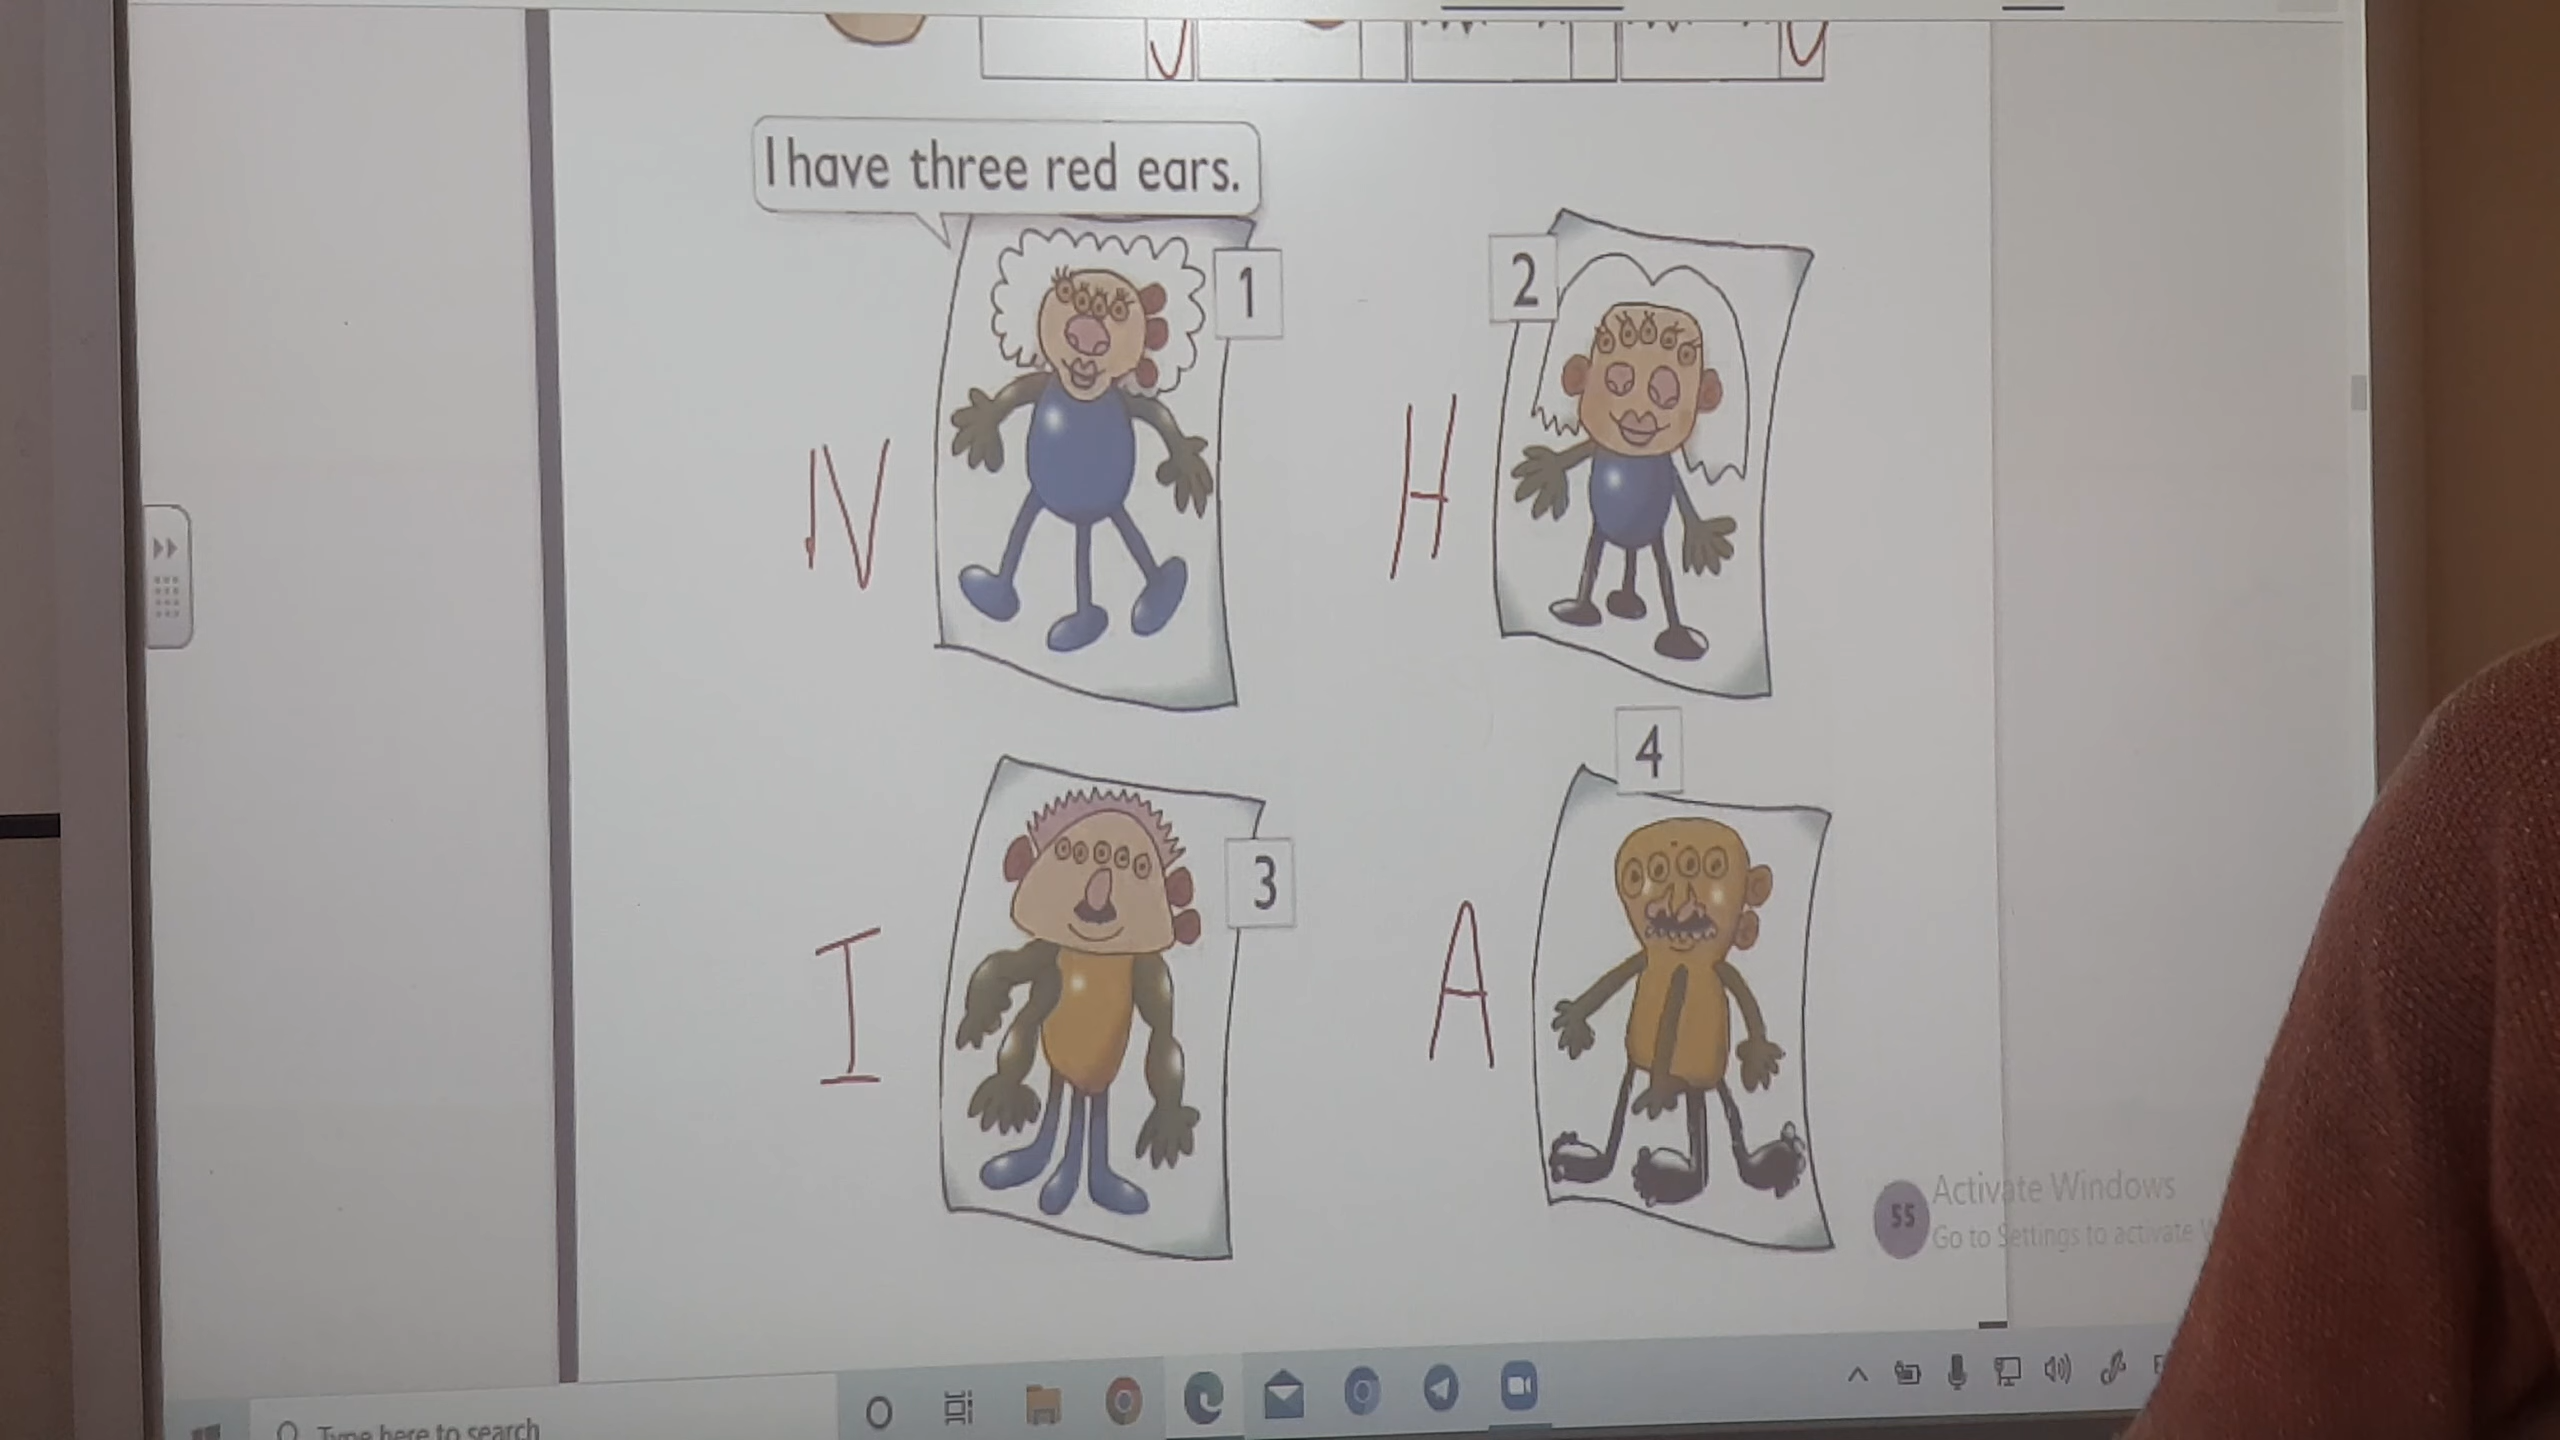 I have three red ears.
1
2
N
H
4
3
I
A
55
Activate Windows
Go to Settings to activate
Type here to search